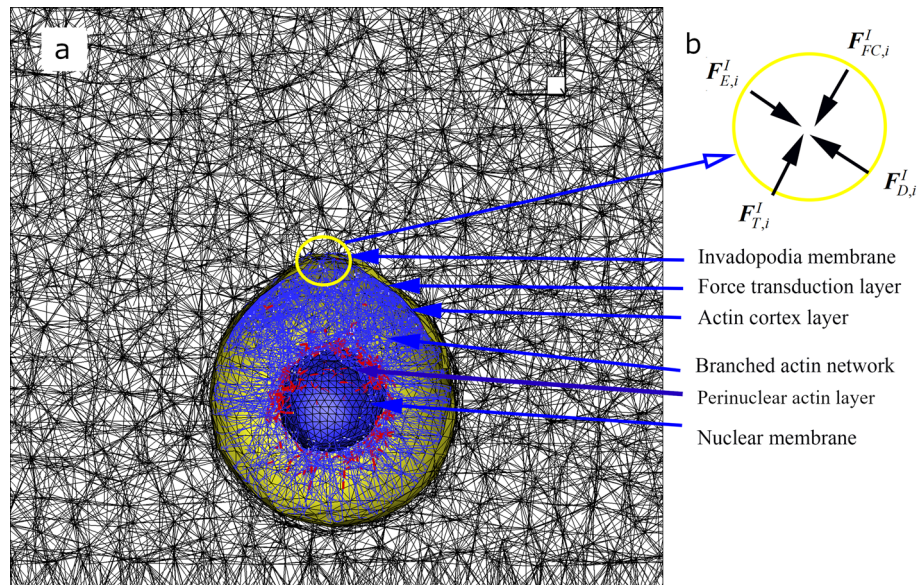 a
b
F^I_{FC,i}
F^I_{E,i}
F^I_{D,i}
F^I_{T,i}
Invadopodia membrane
Force transduction layer
Actin cortex layer
Branched actin network
Perinuclear actin layer
Nuclear membrane